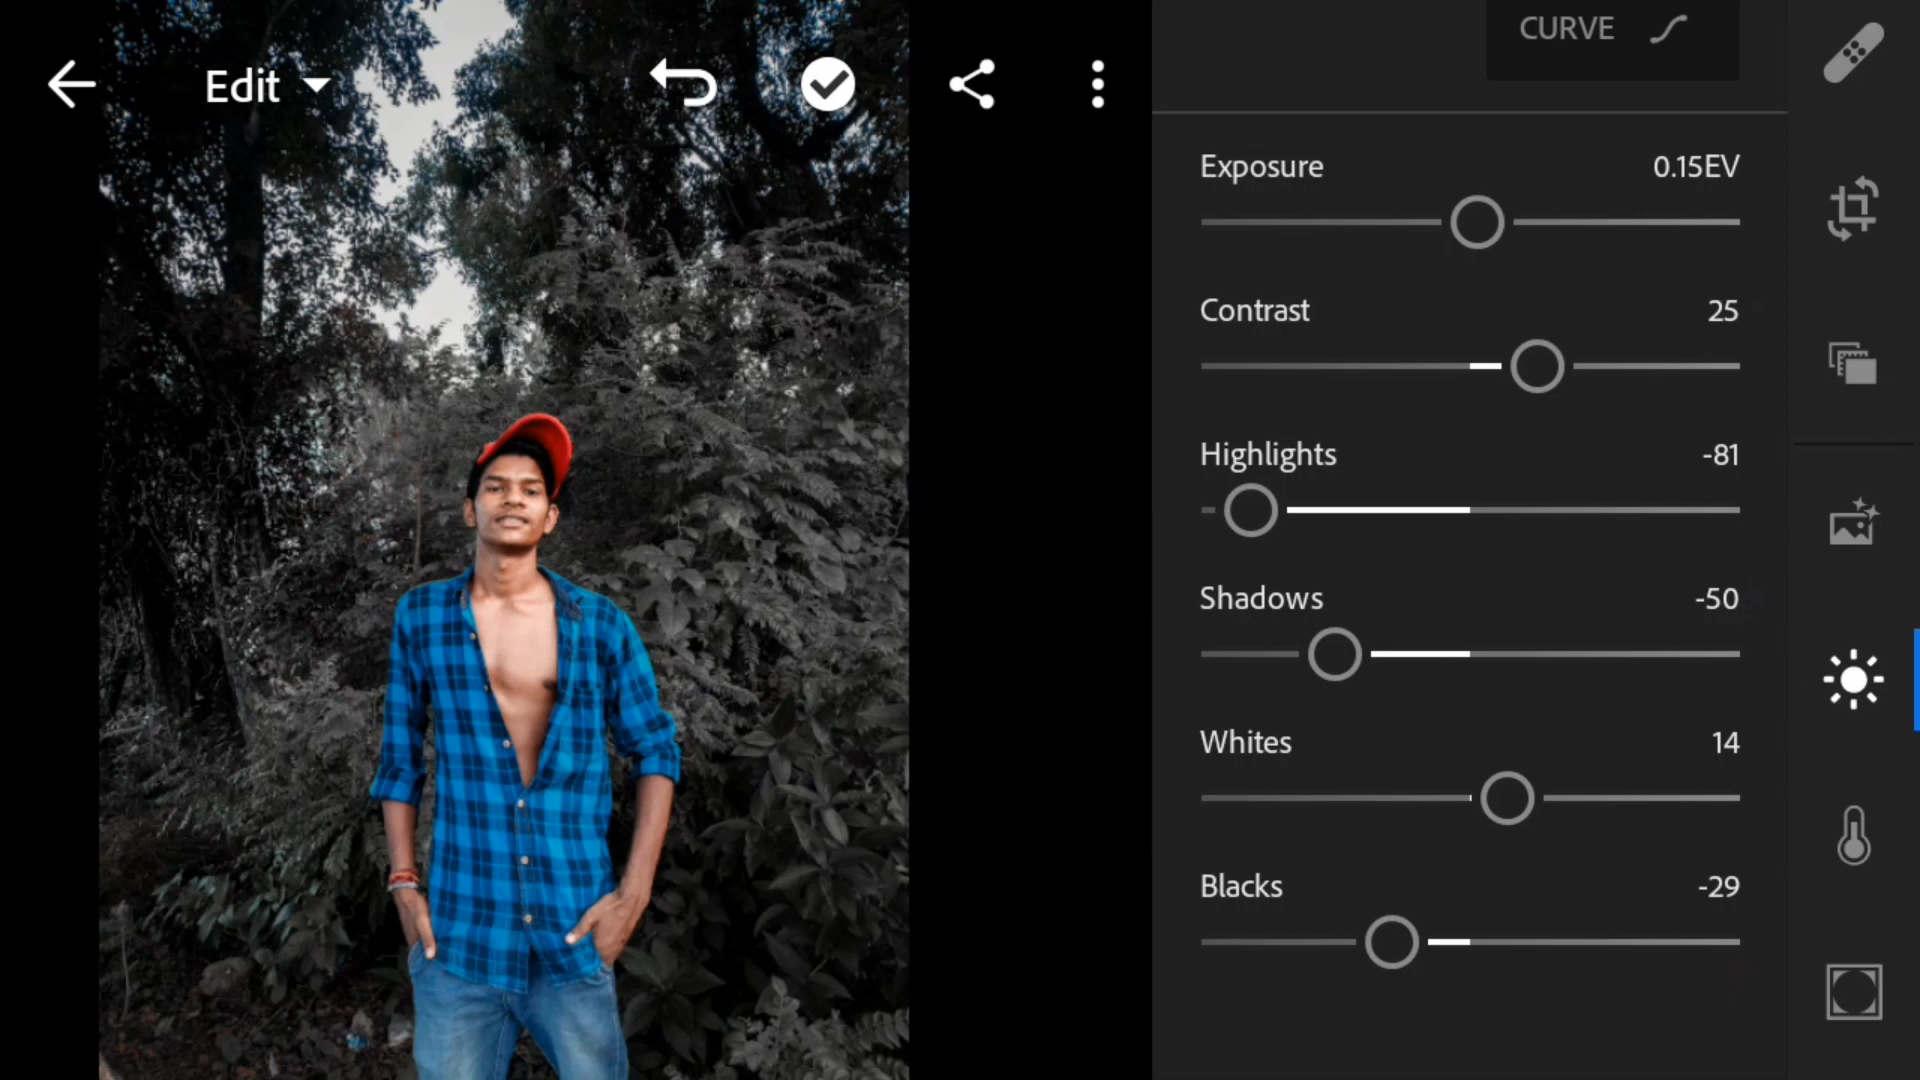 Edit
CURVE
Exposure 0.15EV
Contrast 25
Highlights -81
Shadows -50
Whites 14
Blacks -29